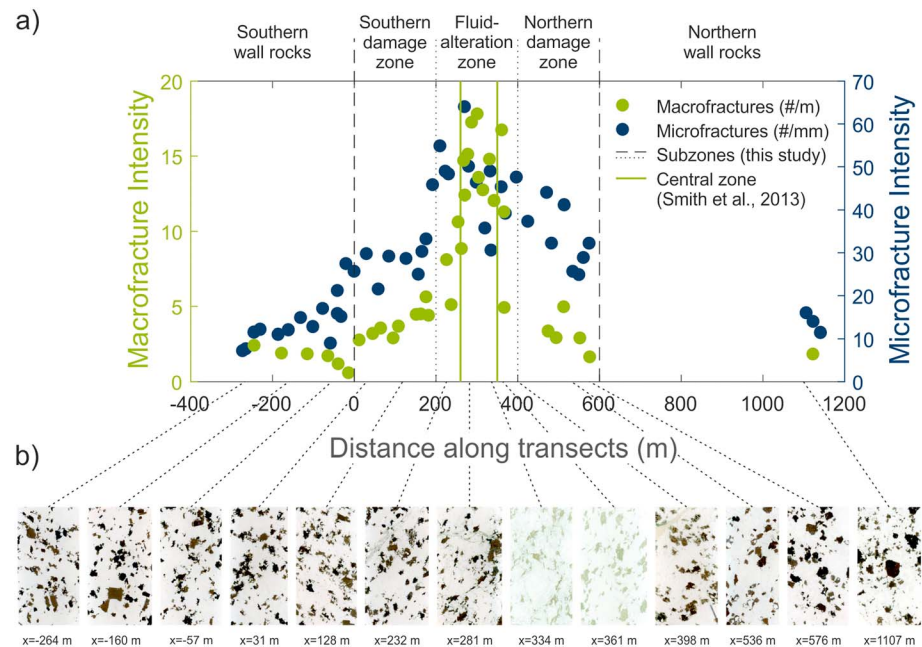 a)
Southern
wall rocks
Southern
damage
zone
Fluid-
alteration
zone
Northern
damage
zone
Northern
wall rocks
Macrofracture Intensity
20
15
10
5
0
Macrofractures (#/m)
Microfractures (#/mm)
Subzones (this study)
Central zone
(Smith et al., 2013)
70
60
50
40
30
20
10
0
Microfracture Intensity
-400 -200 0 200 400 600 800 1000 1200
Distance along transects (m)
b)
x=-264 m x=-160 m x=-57 m x=31 m x=128 m x=232 m x=281 m x=334 m x=361 m x=398 m x=536 m x=576 m x=1107 m